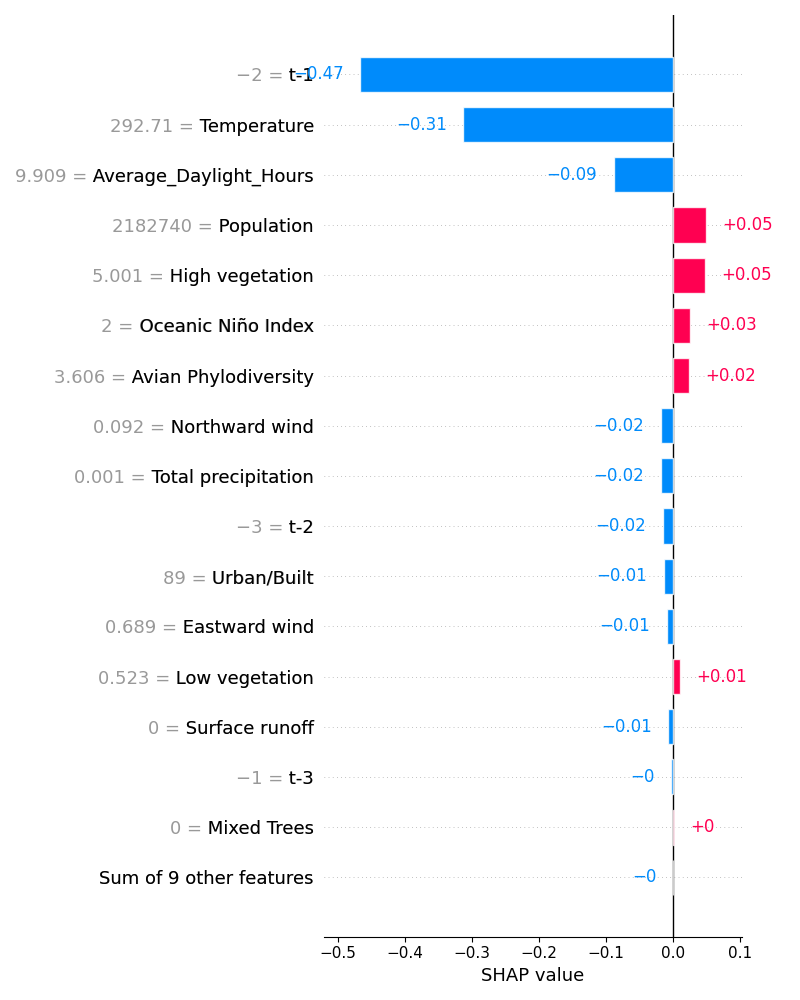 −2 = t-1 −0.47
292.71 = Temperature −0.31
9.909 = Average_Daylight_Hours −0.09
2182740 = Population +0.05
5.001 = High vegetation +0.05
2 = Oceanic Niño Index +0.03
3.606 = Avian Phylodiversity +0.02
0.092 = Northward wind −0.02
0.001 = Total precipitation −0.02
−3 = t-2 −0.02
89 = Urban/Built −0.01
0.689 = Eastward wind −0.01
0.523 = Low vegetation +0.01
0 = Surface runoff −0.01
−1 = t-3 −0
0 = Mixed Trees +0
Sum of 9 other features −0
−0.5 −0.4 −0.3 −0.2 −0.1 0.0 0.1
SHAP value